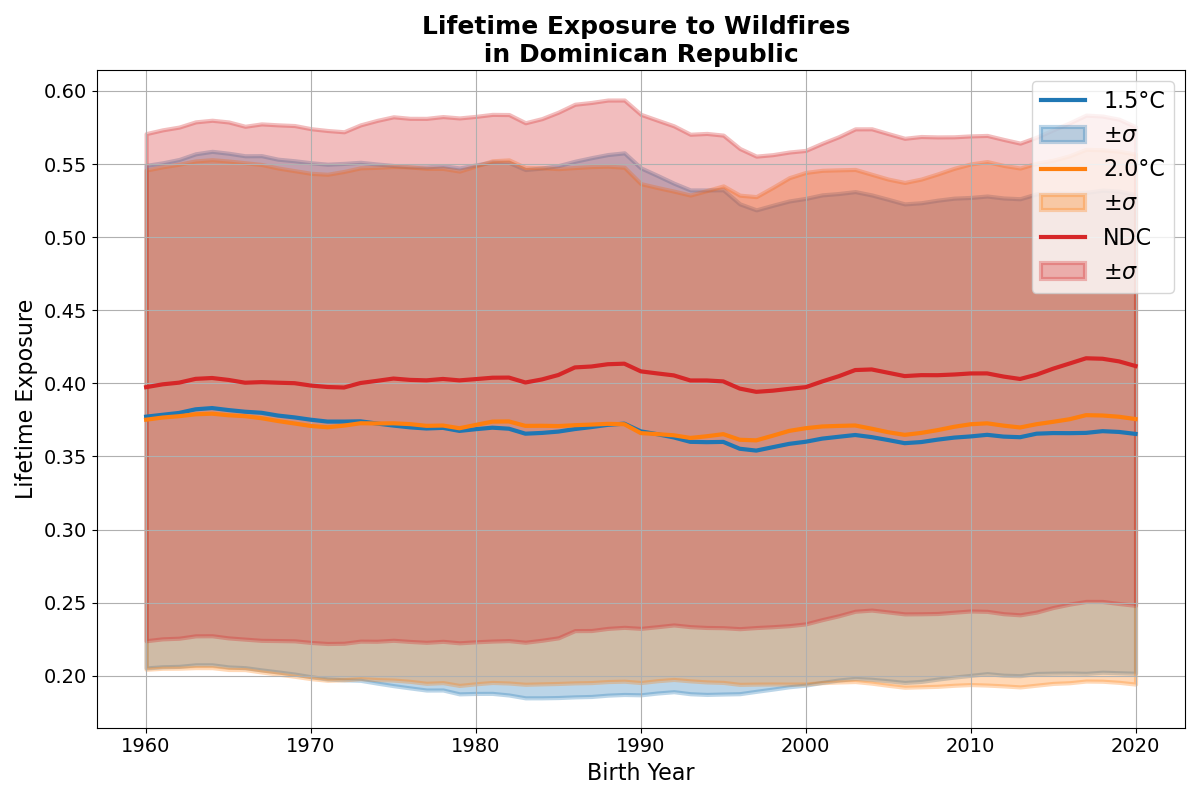 Lifetime Exposure to Wildfires
in Dominican Republic
Lifetime Exposure
0.60
0.55
0.50
0.45
0.40
0.35
0.30
0.25
0.20
1.5°C
±σ
2.0°C
±σ
NDC
±σ
1960
1970
1980
1990
2000
2010
2020
Birth Year